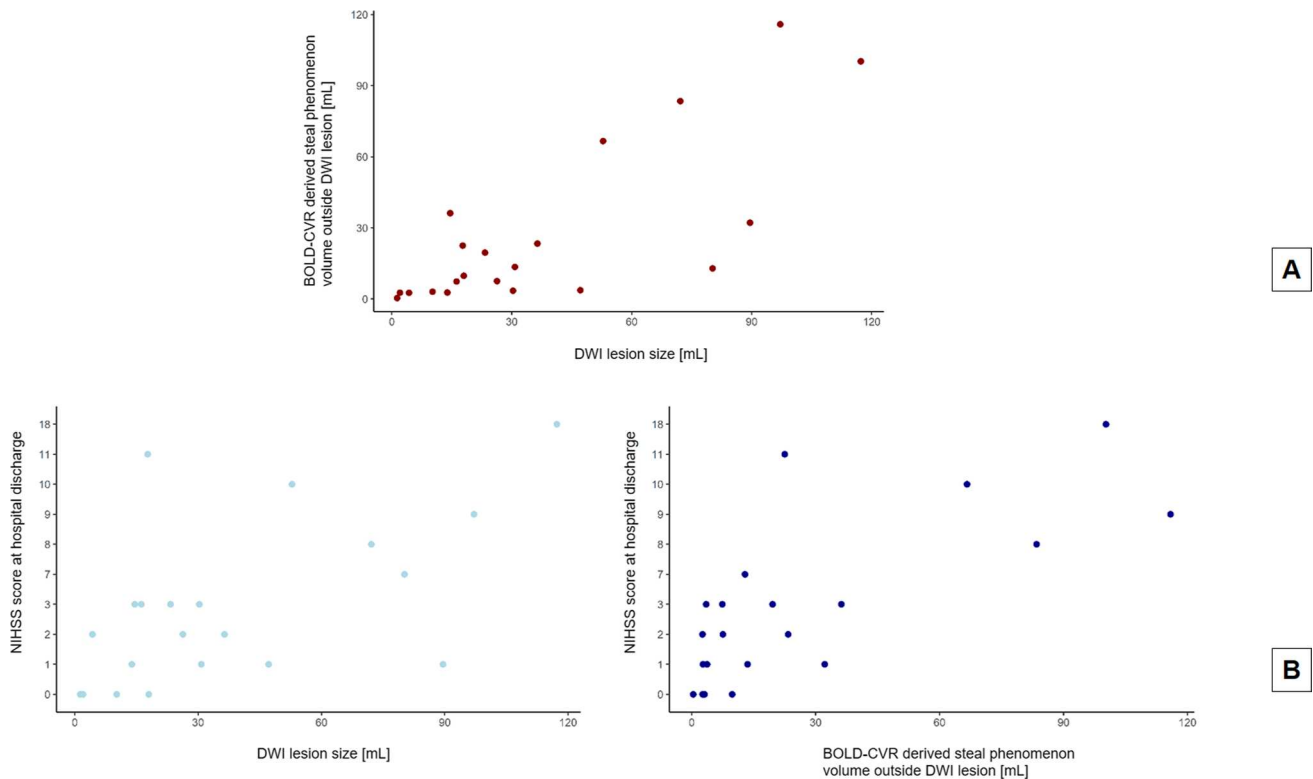 120
90
60
30
0
BOLD-CVR derived steal phenomenon
volume outside DWI lesion [mL]
0 30 60 90 120
DWI lesion size [mL]
A
18
11
10
9
8
7
3
2
1
0
NIHSS score at hospital discharge
0 30 60 90 120
DWI lesion size [mL]
18
11
10
9
8
7
3
2
1
0
NIHSS score at hospital discharge
0 30 60 90 120
BOLD-CVR derived steal phenomenon
volume outside DWI lesion [mL]
B